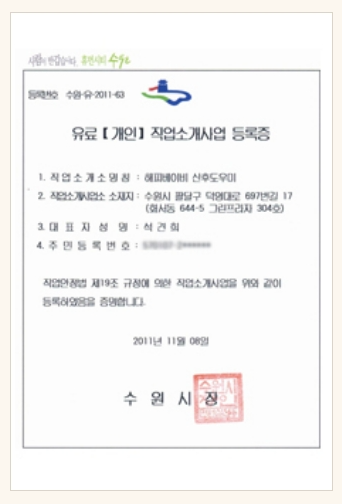 사람이 반갑습니다. 휴먼시티 수원
등록번호 수원-유-2011-63
유료 【개인】 직업소개사업 등록증
1. 직 업 소 개 소 명 칭 : 해피베이비 산후도우미
2. 직업소개사업소 소재지 : 수원시 팔달구 덕영대로 697번길 17
(화서동 644-5 그린프라자 304호)
3. 대 표 자 성 명 : 석 건 희
4. 주 민 등 록 번 호 :
직업안정법 제19조 규정에 의한 직업소개사업을 위와 같이
등록하였음을 증명합니다.
2011년 11월 08일
수 원 시 장